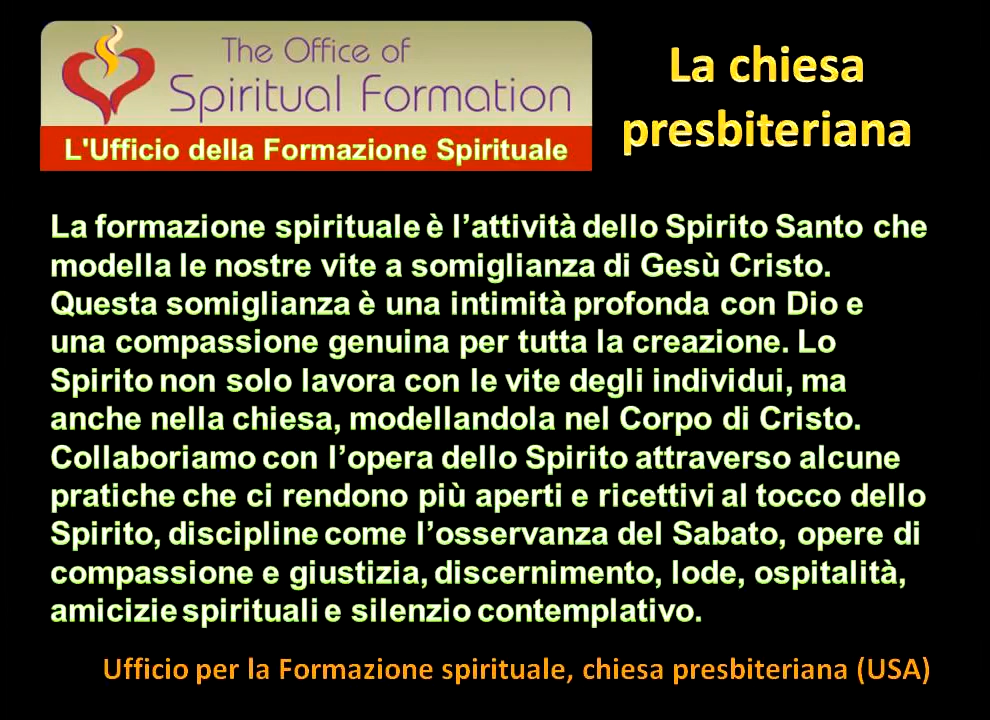 The Office of
Spiritual Formation
L'Ufficio della Formazione Spirituale
La chiesa
presbiteriana
La formazione spirituale è l’attività dello Spirito Santo che
modella le nostre vite a somiglianza di Gesù Cristo.
Questa somiglianza è una intimità profonda con Dio e
una compassione genuina per tutta la creazione. Lo
Spirito non solo lavora con le vite degli individui, ma
anche nella chiesa, modellandola nel Corpo di Cristo.
Collaboriamo con l’opera dello Spirito attraverso alcune
pratiche che ci rendono più aperti e ricettivi al tocco dello
Spirito, discipline come l’osservanza del Sabato, opere di
compassione e giustizia, discernimento, lode, ospitalità,
amicizie spirituali e silenzio contemplativo.
Ufficio per la Formazione spirituale, chiesa presbiteriana (USA)